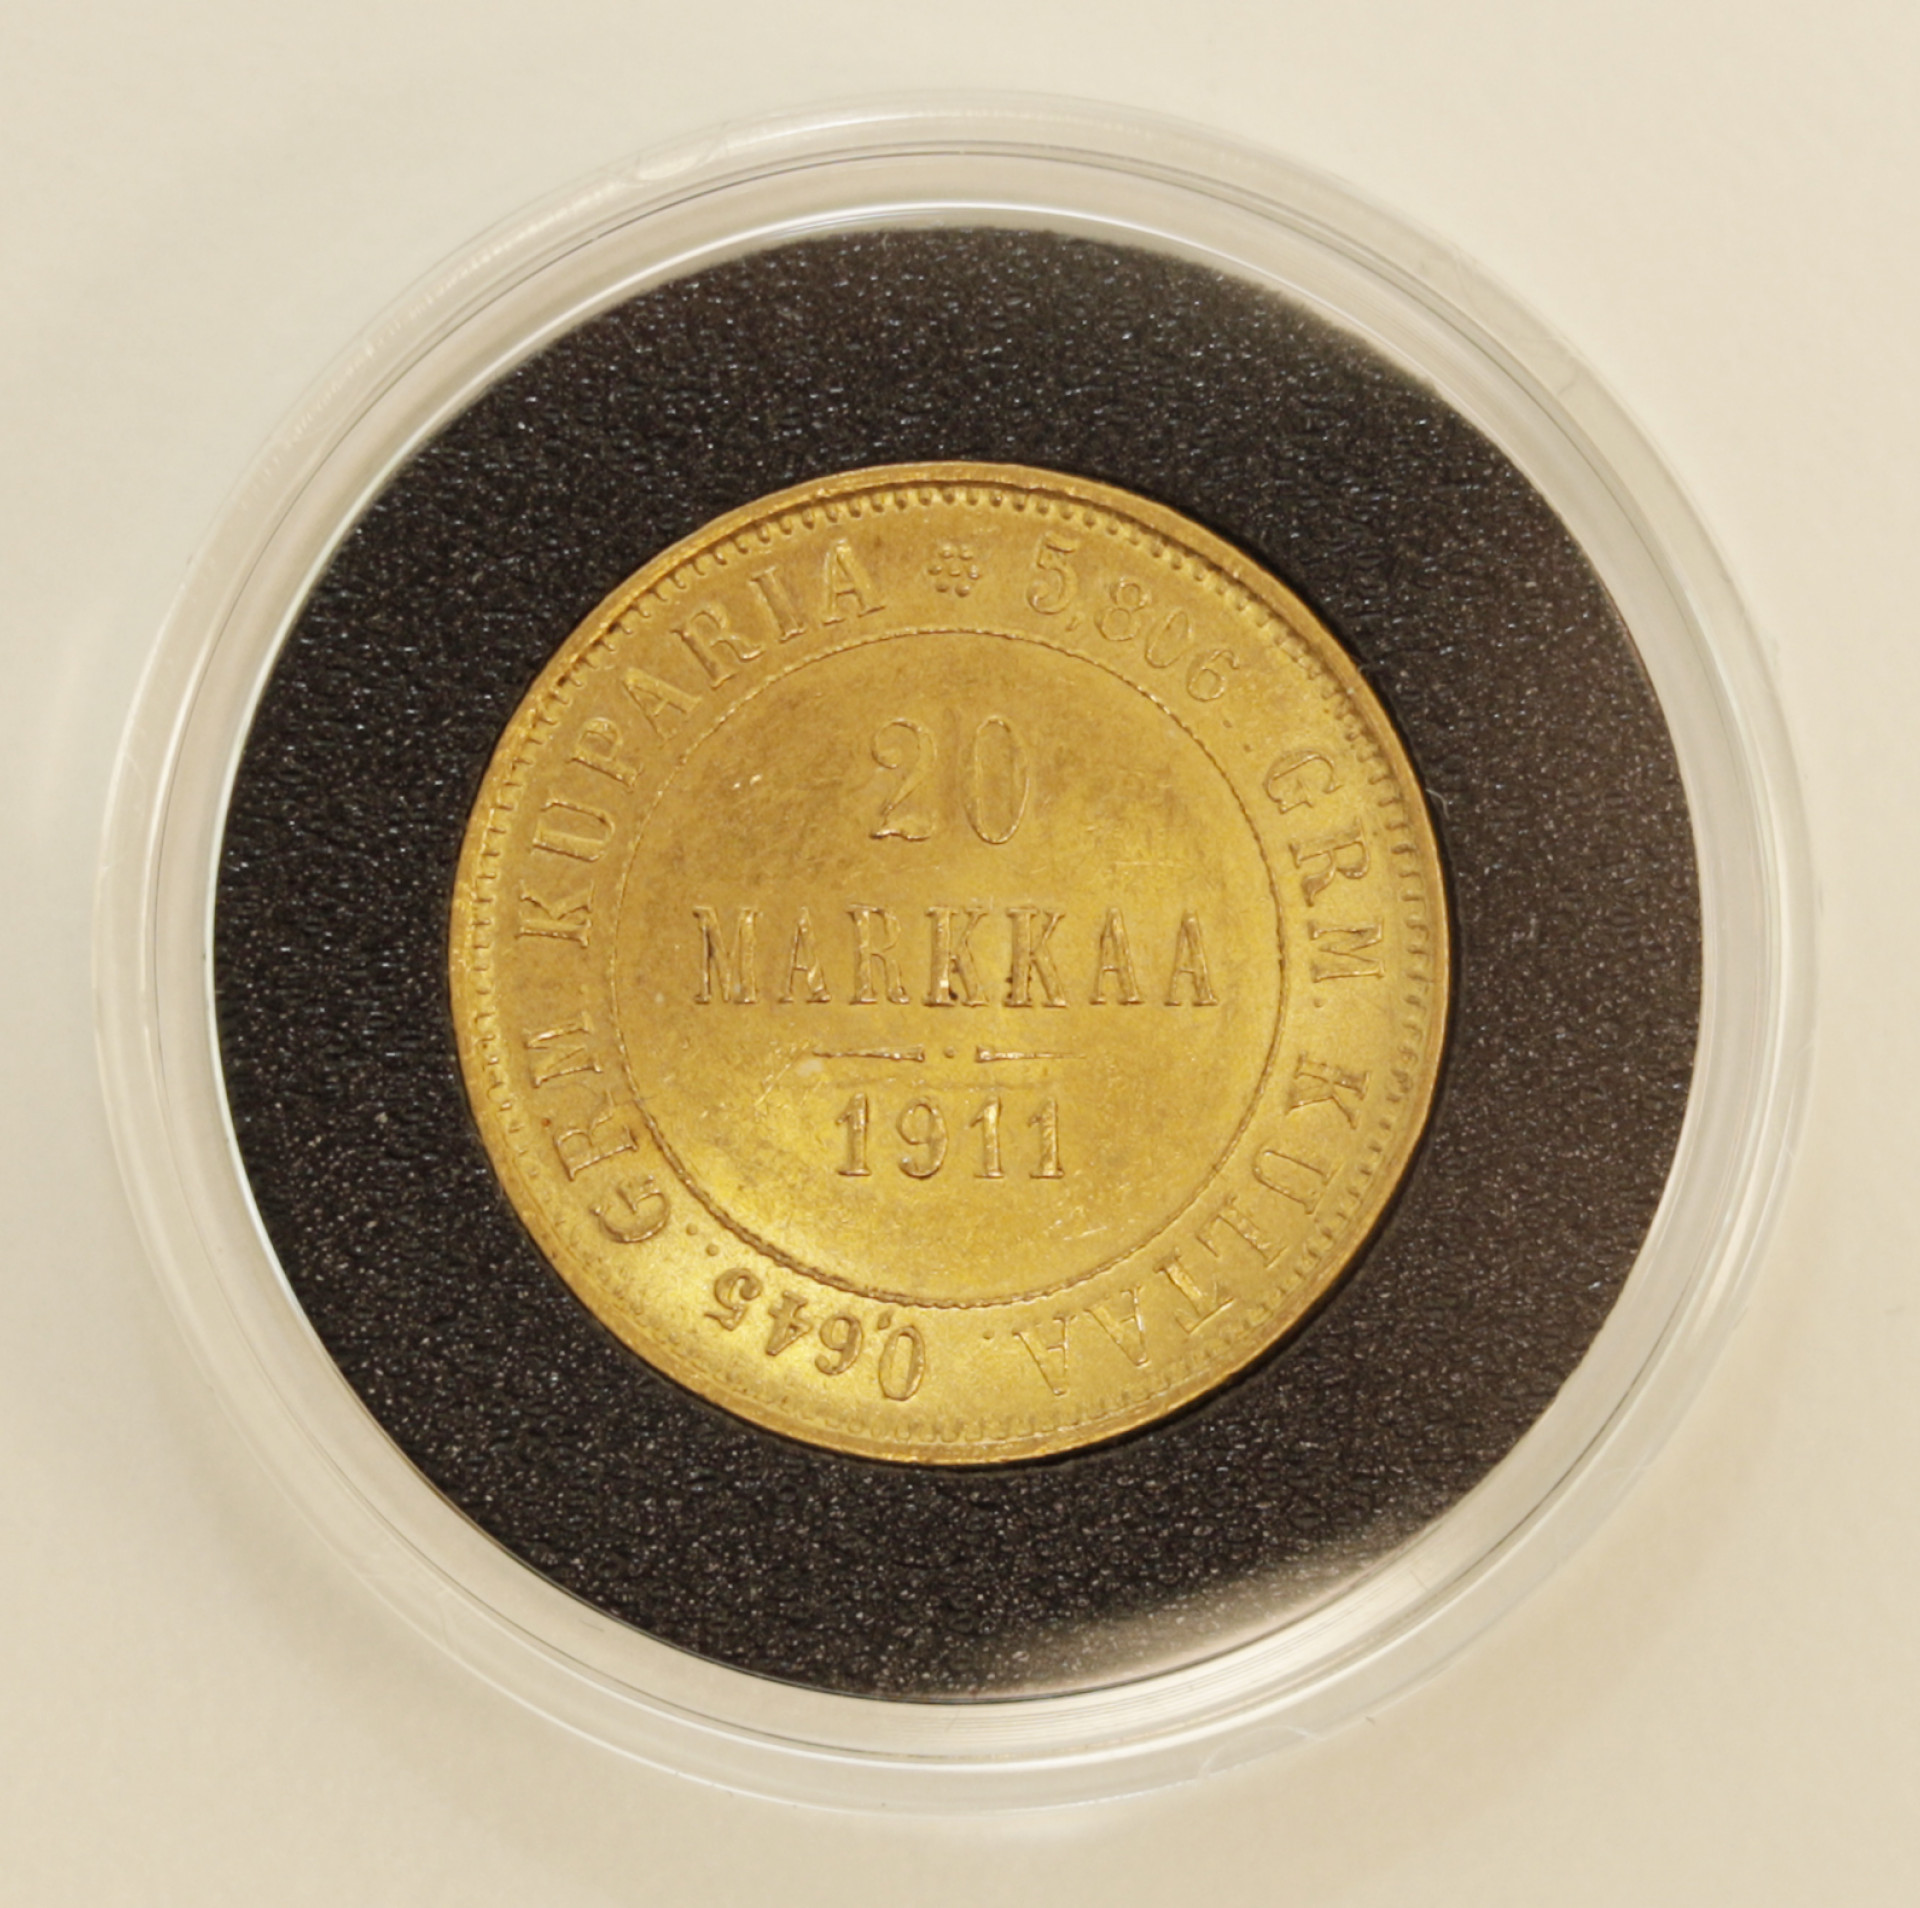 5,806.. GRM. KULTAA. 0,645.. GRM. KUPARIA
20
MARKKAA
1911